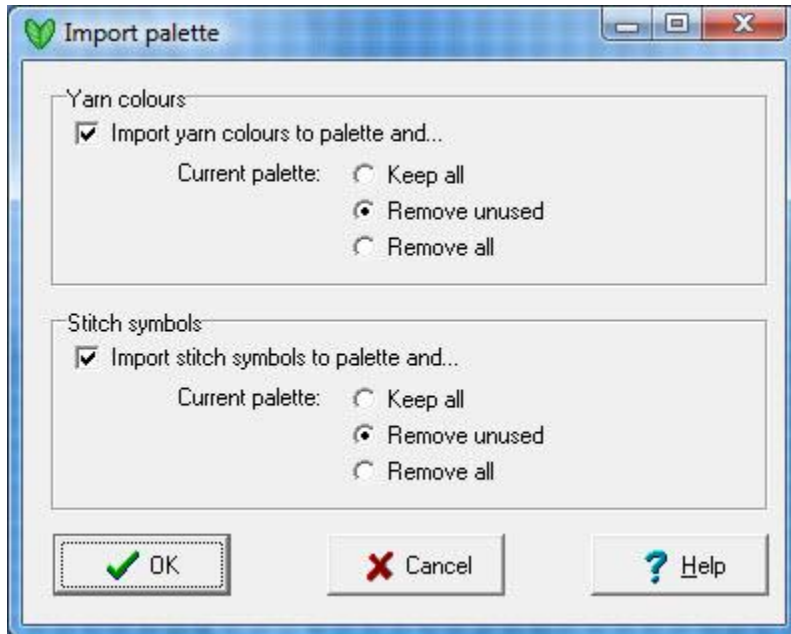 Import palette
Yarn colours
Import yarn colours to palette and...
Current palette: Keep all
Remove unused
Remove all
Stitch symbols
Import stitch symbols to palette and...
Current palette: Keep all
Remove unused
Remove all
OK Cancel Help